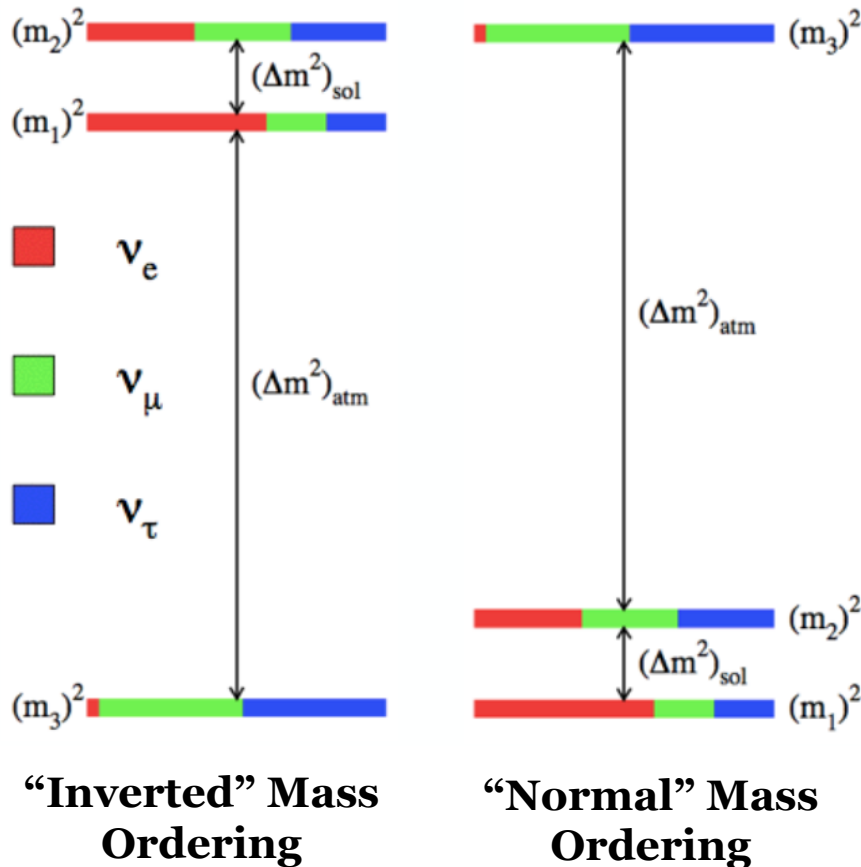 (m₂)²
(Δm²)sol
(m₁)²
νe
νμ
(Δm²)atm
ντ
(m₃)²
“Inverted” Mass
Ordering
(m₃)²
(Δm²)atm
(m₂)²
(Δm²)sol
(m₁)²
“Normal” Mass
Ordering